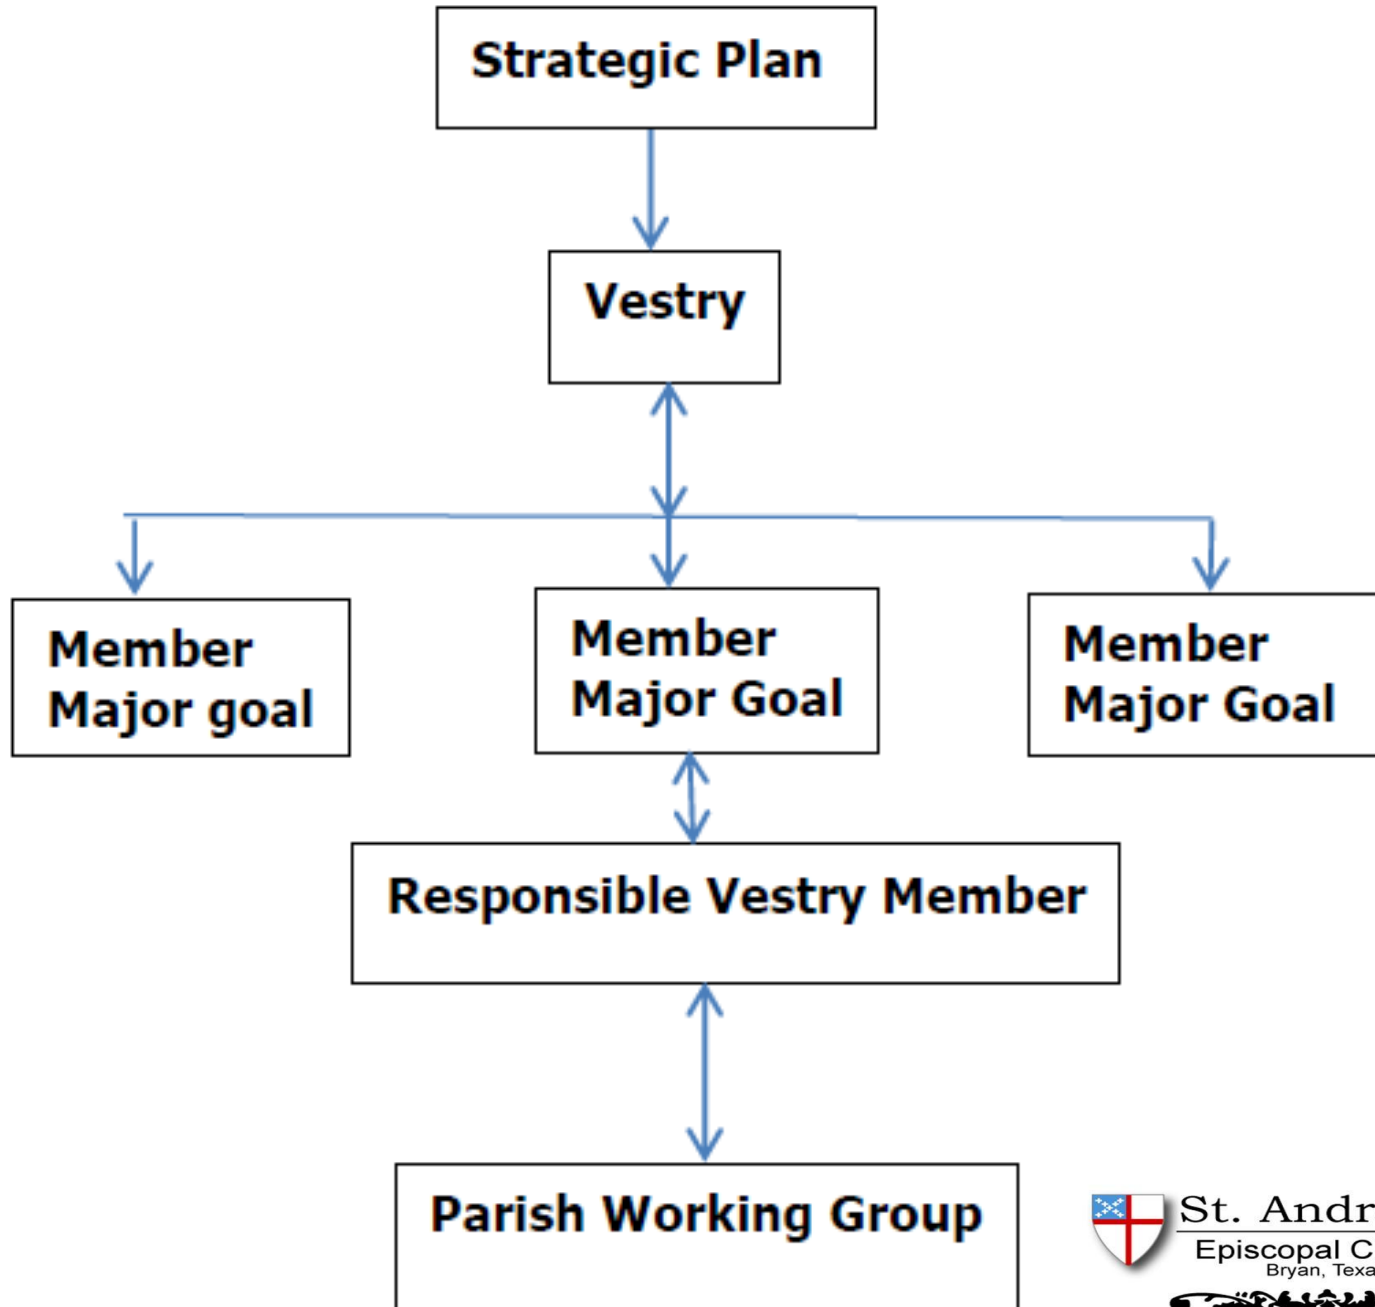 Strategic Plan
Vestry
Member
Major goal
Member
Major Goal
Member
Major Goal
Responsible Vestry Member
Parish Working Group
St. Andr
Episcopal C
Bryan, Texa